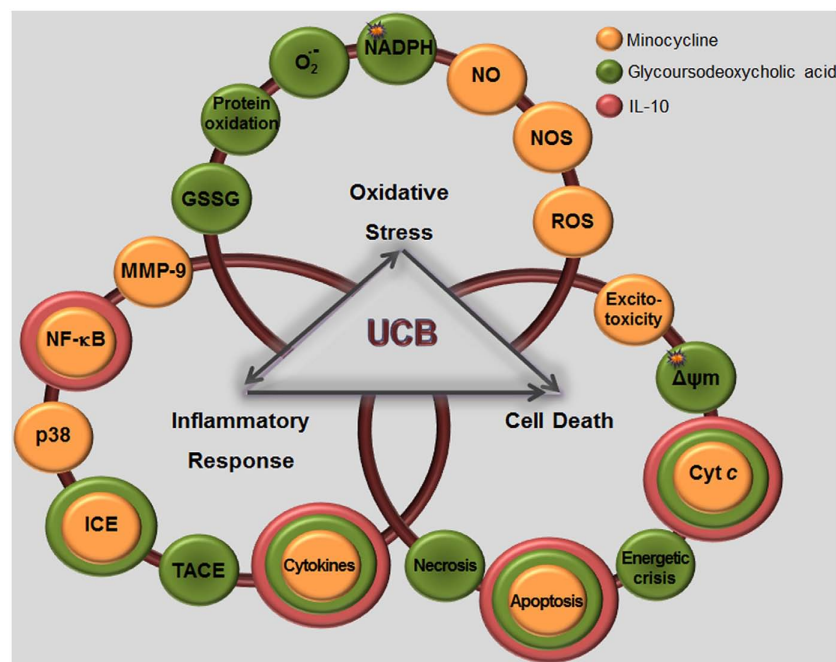 Minocycline
Glycoursodeoxycholic acid
IL-10
NADPH
O₂·⁻
NO
Protein
oxidation
NOS
GSSG
ROS
Oxidative
Stress
MMP-9
Excito-
toxicity
NF-κB
UCB
Δψm
p38
Inflammatory
Response
Cell Death
Cyt c
ICE
TACE
Cytokines
Necrosis
Apoptosis
Energetic
crisis